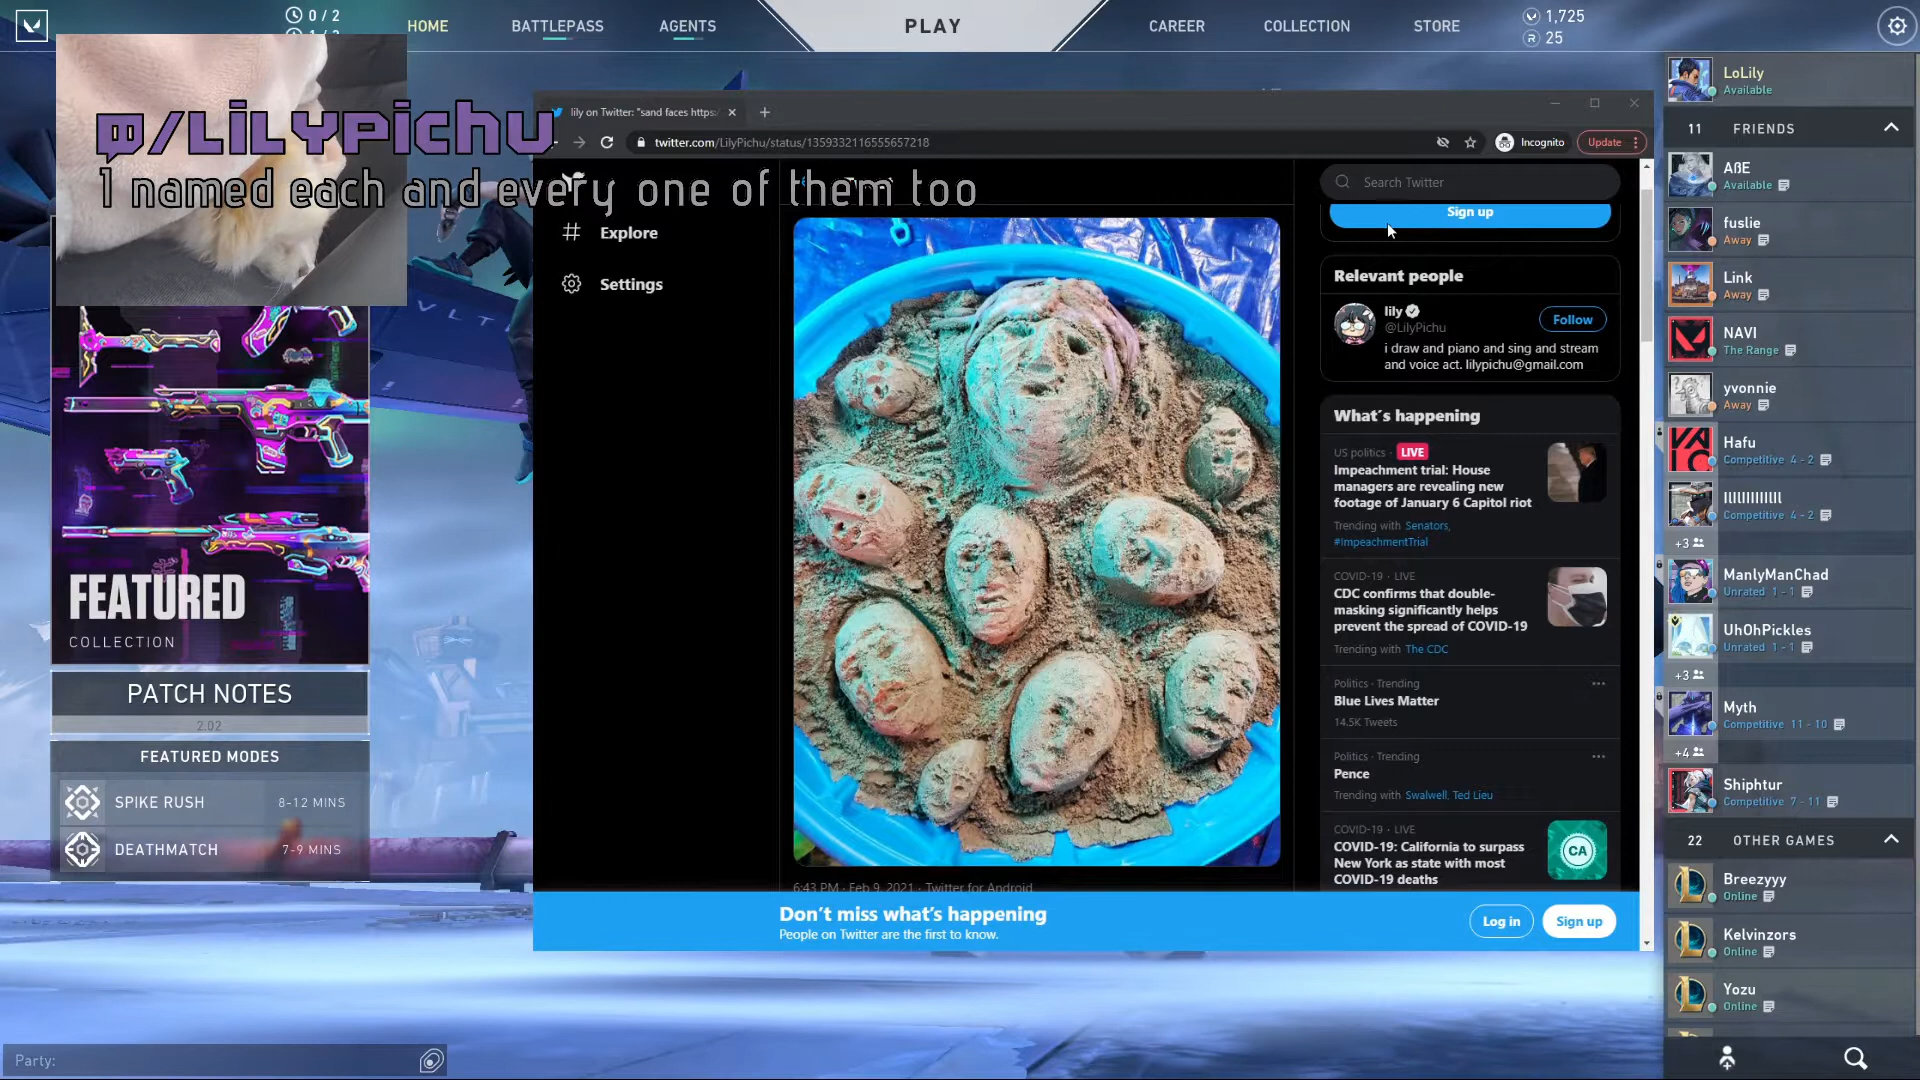 0 / 2
HOME
BATTLEPASS
AGENTS
PLAY
CAREER
COLLECTION
STORE
1,725
R 25
@/LiLYPiCHU
I named each and every one of them too
lily on Twitter: "sand faces https:/
twitter.com/LilyPichu/status/1359332116555657218
Incognito
Update
Explore
Settings
Search Twitter
Sign up
Relevant people
lily
@LilyPichu
Follow
i draw and piano and sing and stream
and voice act. lilypichu@gmail.com
What's happening
US politics · LIVE
Impeachment trial: House
managers are revealing new
footage of January 6 Capitol riot
Trending with Senators,
#ImpeachmentTrial
COVID-19 · LIVE
CDC confirms that double-
masking significantly helps
prevent the spread of COVID-19
Trending with The CDC
Politics · Trending
Blue Lives Matter
14.5K Tweets
Politics · Trending
Pence
Trending with Swalwell, Ted Lieu
COVID-19 · LIVE
COVID-19: California to surpass
New York as state with most
COVID-19 deaths
CA
6:43 PM · Feb 9, 2021 · Twitter for Android
Don't miss what's happening
People on Twitter are the first to know.
Log in
Sign up
FEATURED
COLLECTION
PATCH NOTES
2.02
FEATURED MODES
SPIKE RUSH
8-12 MINS
DEATHMATCH
7-9 MINS
Party:
LoLily
Available
11 FRIENDS
AßE
Available
fuslie
Away
Link
Away
NAVI
The Range
yvonnie
Away
Hafu
Competitive 4 - 2
Competitive 4 - 2
+3
ManlyManChad
Unrated 1 - 1
UhOhPickles
Unrated 1 - 1
+3
Myth
Competitive 11 - 10
+4
Shiphtur
Competitive 7 - 11
22 OTHER GAMES
Breezyyy
Online
Kelvinzors
Online
Yozu
Online